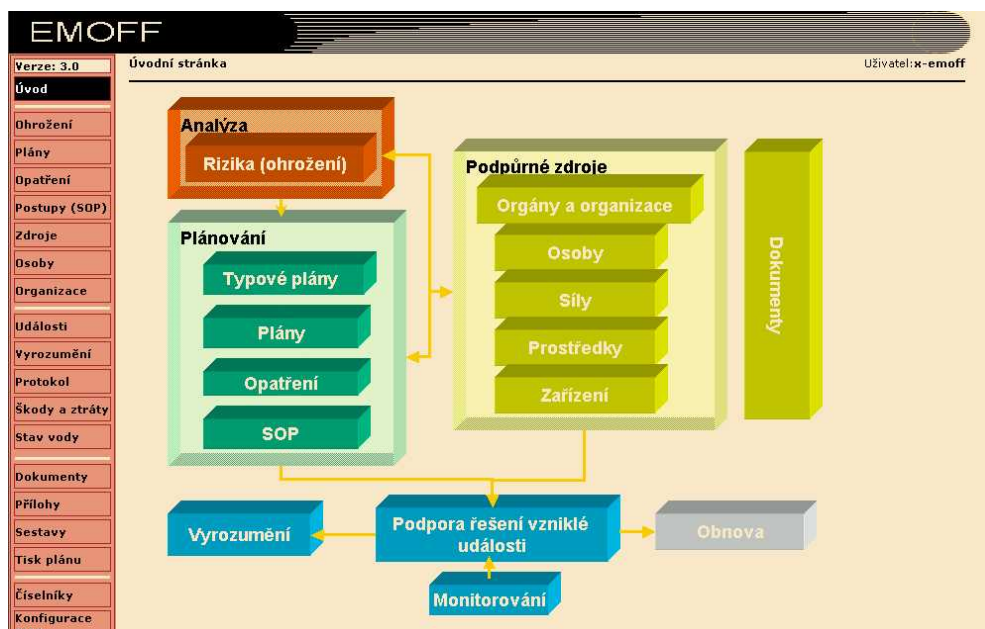 EMOFF
Verze: 3.0
Úvod
Ohrožení
Plány
Opatření
Postupy (SOP)
Zdroje
Osoby
Organizace
Události
Vyrozumění
Protokol
Škody a ztráty
Stav vody
Dokumenty
Přílohy
Sestavy
Tisk plánu
Číselníky
Konfigurace
Úvodní stránka
Uživatel:x-emoff
Analýza
Rizika (ohrožení)
Plánování
Typové plány
Plány
Opatření
SOP
Podpůrné zdroje
Orgány a organizace
Osoby
Síly
Prostředky
Zařízení
Dokumenty
Vyrozumění
Podpora řešení vzniklé
události
Obnova
Monitorování